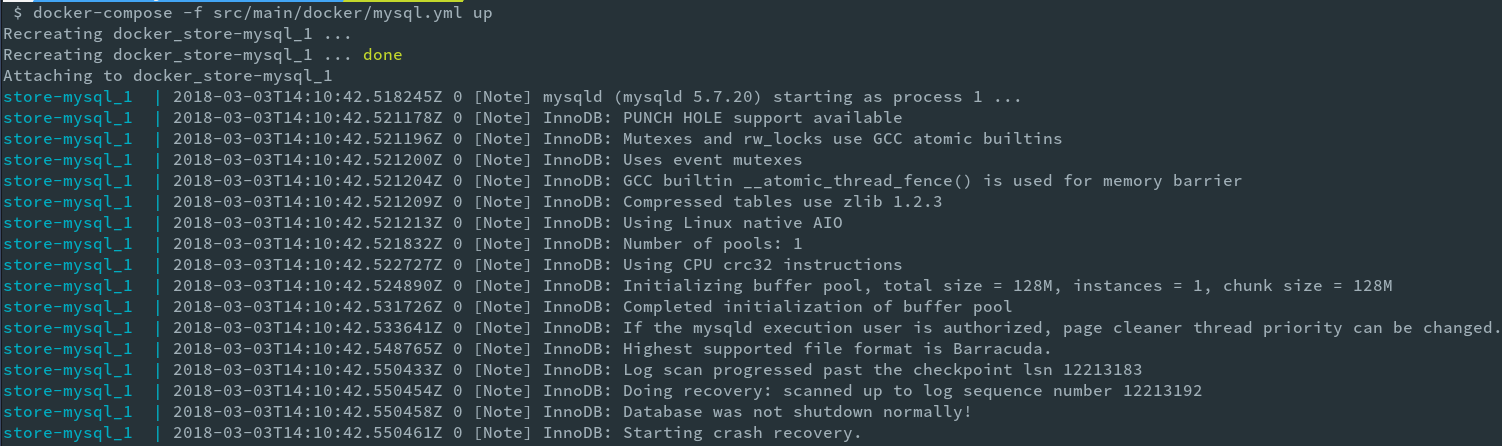 $ docker-compose -f src/main/docker/mysql.yml up
Recreating docker_store-mysql_1 ...
Recreating docker_store-mysql_1 ... done
Attaching to docker_store-mysql_1
store-mysql_1  | 2018-03-03T14:10:42.518245Z 0 [Note] mysqld (mysqld 5.7.20) starting as process 1 ...
store-mysql_1  | 2018-03-03T14:10:42.521178Z 0 [Note] InnoDB: PUNCH HOLE support available
store-mysql_1  | 2018-03-03T14:10:42.521196Z 0 [Note] InnoDB: Mutexes and rw_locks use GCC atomic builtins
store-mysql_1  | 2018-03-03T14:10:42.521200Z 0 [Note] InnoDB: Uses event mutexes
store-mysql_1  | 2018-03-03T14:10:42.521204Z 0 [Note] InnoDB: GCC builtin __atomic_thread_fence() is used for memory barrier
store-mysql_1  | 2018-03-03T14:10:42.521209Z 0 [Note] InnoDB: Compressed tables use zlib 1.2.3
store-mysql_1  | 2018-03-03T14:10:42.521213Z 0 [Note] InnoDB: Using Linux native AIO
store-mysql_1  | 2018-03-03T14:10:42.521832Z 0 [Note] InnoDB: Number of pools: 1
store-mysql_1  | 2018-03-03T14:10:42.522727Z 0 [Note] InnoDB: Using CPU crc32 instructions
store-mysql_1  | 2018-03-03T14:10:42.524890Z 0 [Note] InnoDB: Initializing buffer pool, total size = 128M, instances = 1, chunk size = 128M
store-mysql_1  | 2018-03-03T14:10:42.531726Z 0 [Note] InnoDB: Completed initialization of buffer pool
store-mysql_1  | 2018-03-03T14:10:42.533641Z 0 [Note] InnoDB: If the mysqld execution user is authorized, page cleaner thread priority can be changed.
store-mysql_1  | 2018-03-03T14:10:42.548765Z 0 [Note] InnoDB: Highest supported file format is Barracuda.
store-mysql_1  | 2018-03-03T14:10:42.550433Z 0 [Note] InnoDB: Log scan progressed past the checkpoint lsn 12213183
store-mysql_1  | 2018-03-03T14:10:42.550454Z 0 [Note] InnoDB: Doing recovery: scanned up to log sequence number 12213192
store-mysql_1  | 2018-03-03T14:10:42.550458Z 0 [Note] InnoDB: Database was not shutdown normally!
store-mysql_1  | 2018-03-03T14:10:42.550461Z 0 [Note] InnoDB: Starting crash recovery.